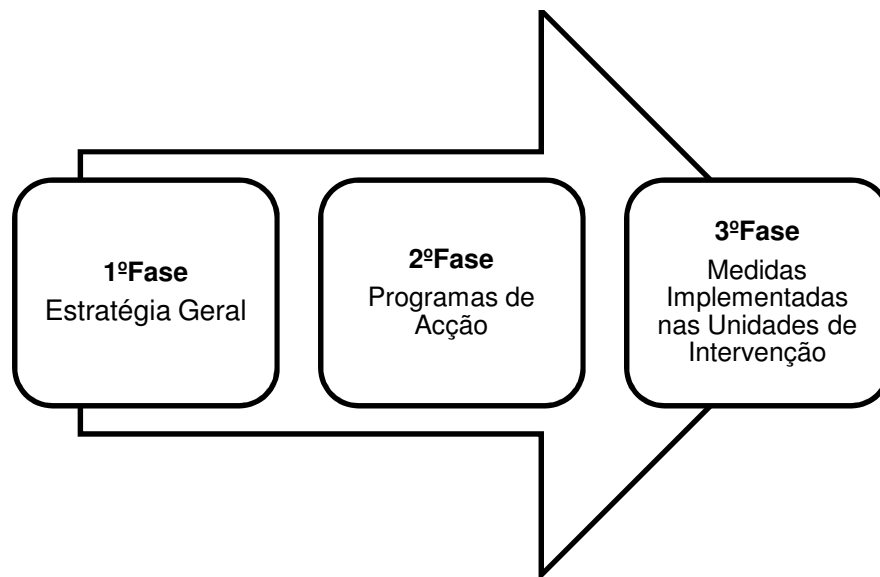 1ºFase
Estratégia Geral
2ºFase
Programas de
Acção
3ºFase
Medidas
Implementadas
nas Unidades de
Intervenção